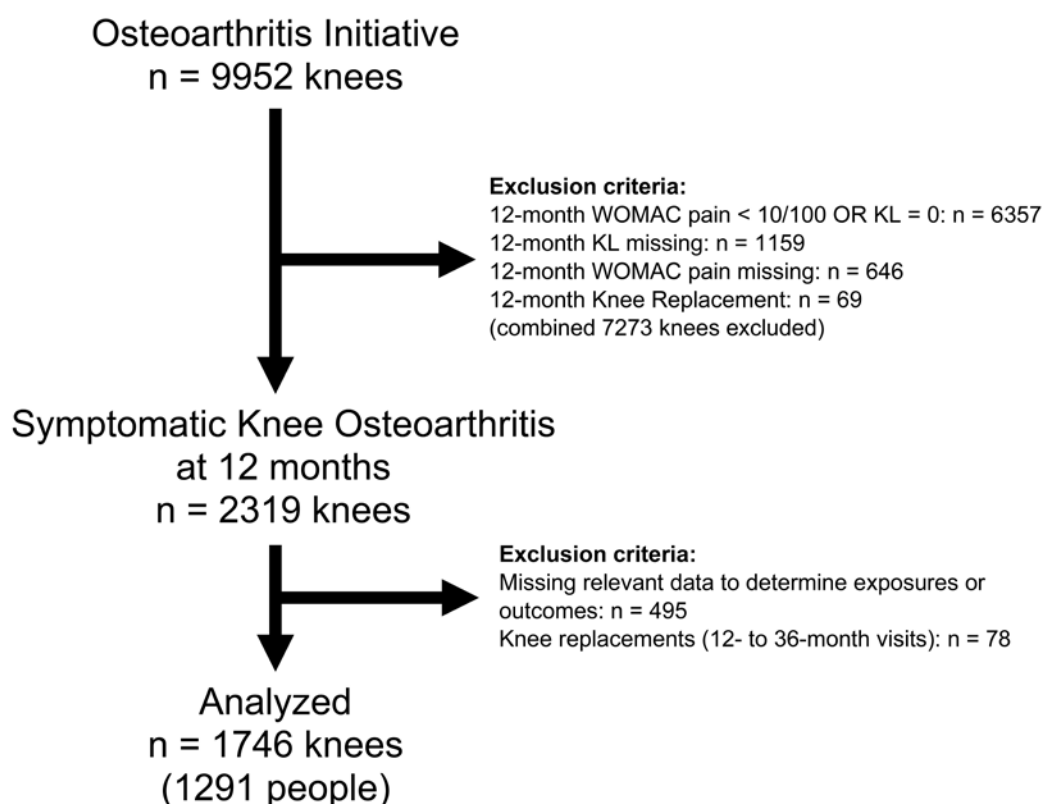 Osteoarthritis Initiative
n = 9952 knees
Exclusion criteria:
12-month WOMAC pain < 10/100 OR KL = 0: n = 6357
12-month KL missing: n = 1159
12-month WOMAC pain missing: n = 646
12-month Knee Replacement: n = 69
(combined 7273 knees excluded)
Symptomatic Knee Osteoarthritis
at 12 months
n = 2319 knees
Exclusion criteria:
Missing relevant data to determine exposures or
outcomes: n = 495
Knee replacements (12- to 36-month visits): n = 78
Analyzed
n = 1746 knees
(1291 people)